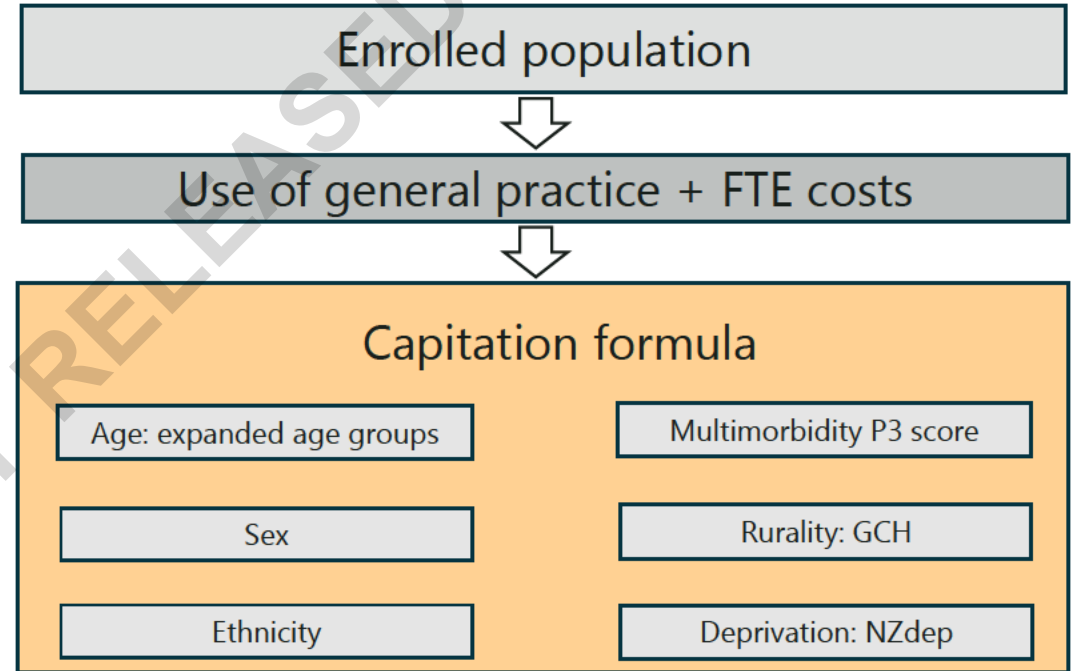 Enrolled population
Use of general practice + FTE costs
Capitation formula
Age: expanded age groups
Multimorbidity P3 score
Sex
Rurality: GCH
Ethnicity
Deprivation: NZdep
RELEASED